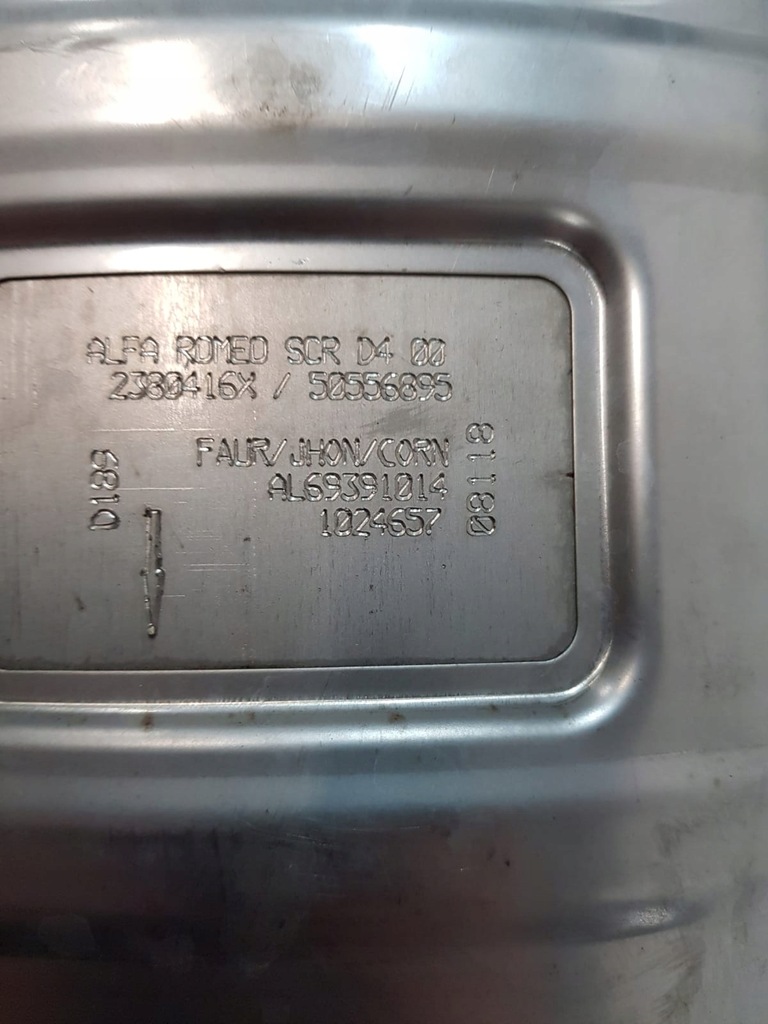 ALFA ROMEO SCR D4 00
2380416X / 50556895
FAUR/JHON/CORN
AL69391014
1024657
D189
08118